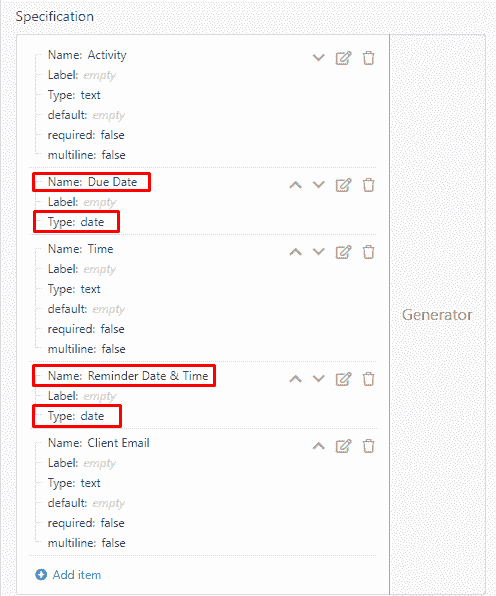 Specification
Name: Activity
Label: empty
Type: text
default: empty
required: false
multiline: false
Name: Due Date
Label: empty
Type: date
Name: Time
Label: empty
Type: text
default: empty
required: false
multiline: false
Name: Reminder Date & Time
Label: empty
Type: date
Name: Client Email
Label: empty
Type: text
default: empty
required: false
multiline: false
Add item
Generator